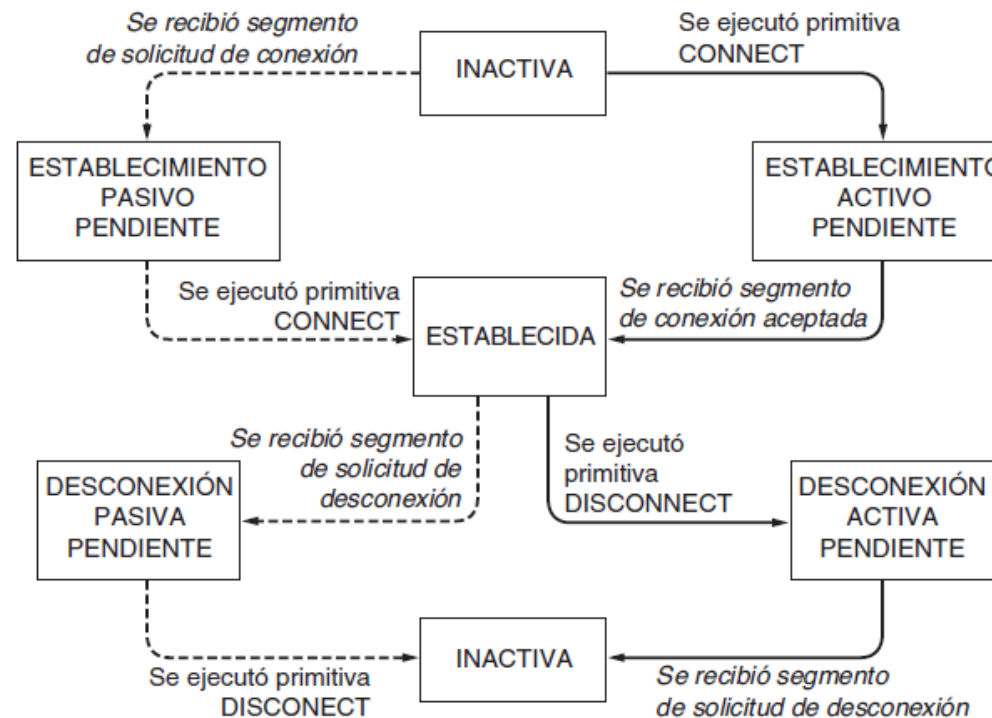 Se recibió segmento
de solicitud de conexión
INACTIVA
Se ejecutó primitiva
CONNECT
ESTABLECIMIENTO
PASIVO
PENDIENTE
ESTABLECIMIENTO
ACTIVO
PENDIENTE
Se ejecutó primitiva
CONNECT
ESTABLECIDA
Se recibió segmento
de conexión aceptada
Se recibió segmento
de solicitud de
desconexión
Se ejecutó
primitiva
DISCONNECT
DESCONEXIÓN
PASIVA
PENDIENTE
DESCONEXIÓN
ACTIVA
PENDIENTE
Se ejecutó primitiva
DISCONECT
INACTIVA
Se recibió segmento
de solicitud de desconexión